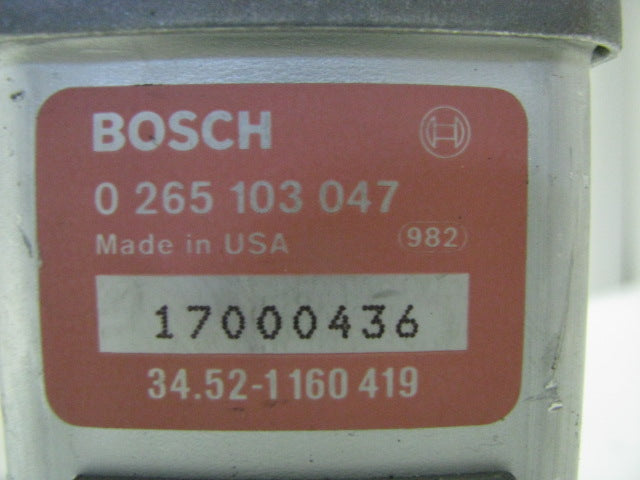 BOSCH
0 265 103 047
Made in USA 982
17000436
34.52-1160 419